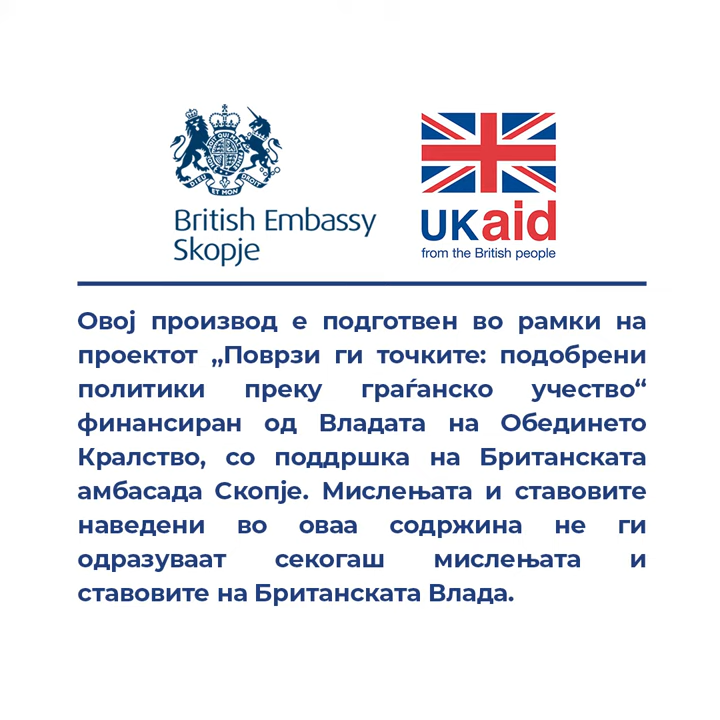 British Embassy
Skopje
UKaid
from the British people
Овој производ е подготвен во рамки на
проектот „Поврзи ги точките: подобрени
политики преку граѓанско учество“
финансиран од Владата на Обединето
Кралство, со поддршка на Британската
амбасада Скопје. Мислењата и ставовите
наведени во оваа содржина не ги
одразуваат секогаш мислењата и
ставовите на Британската Влада.